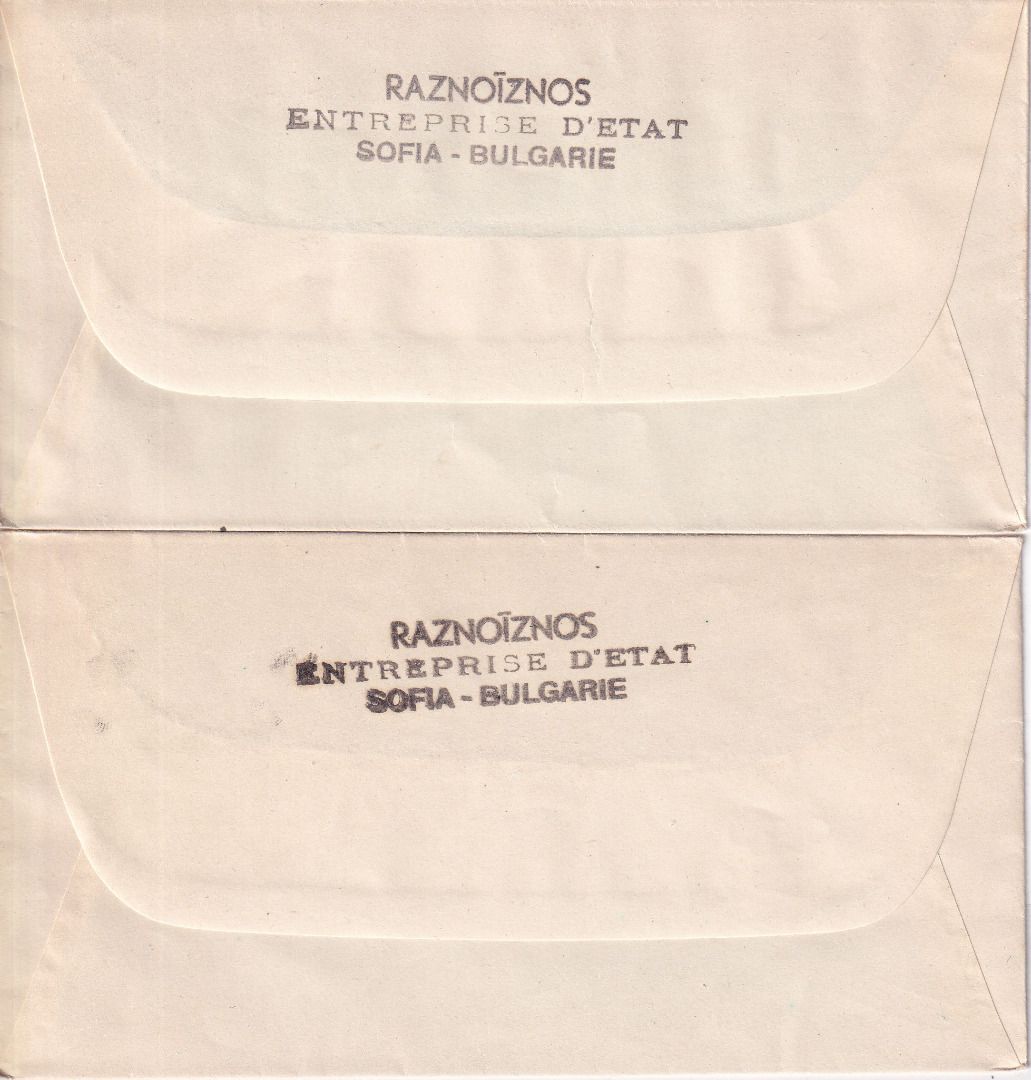 RAZNOÏZNOS
ENTREPRISE D'ETAT
SOFIA - BULGARIE
RAZNOÏZNOS
ENTREPRISE D'ETAT
SOFIA - BULGARIE